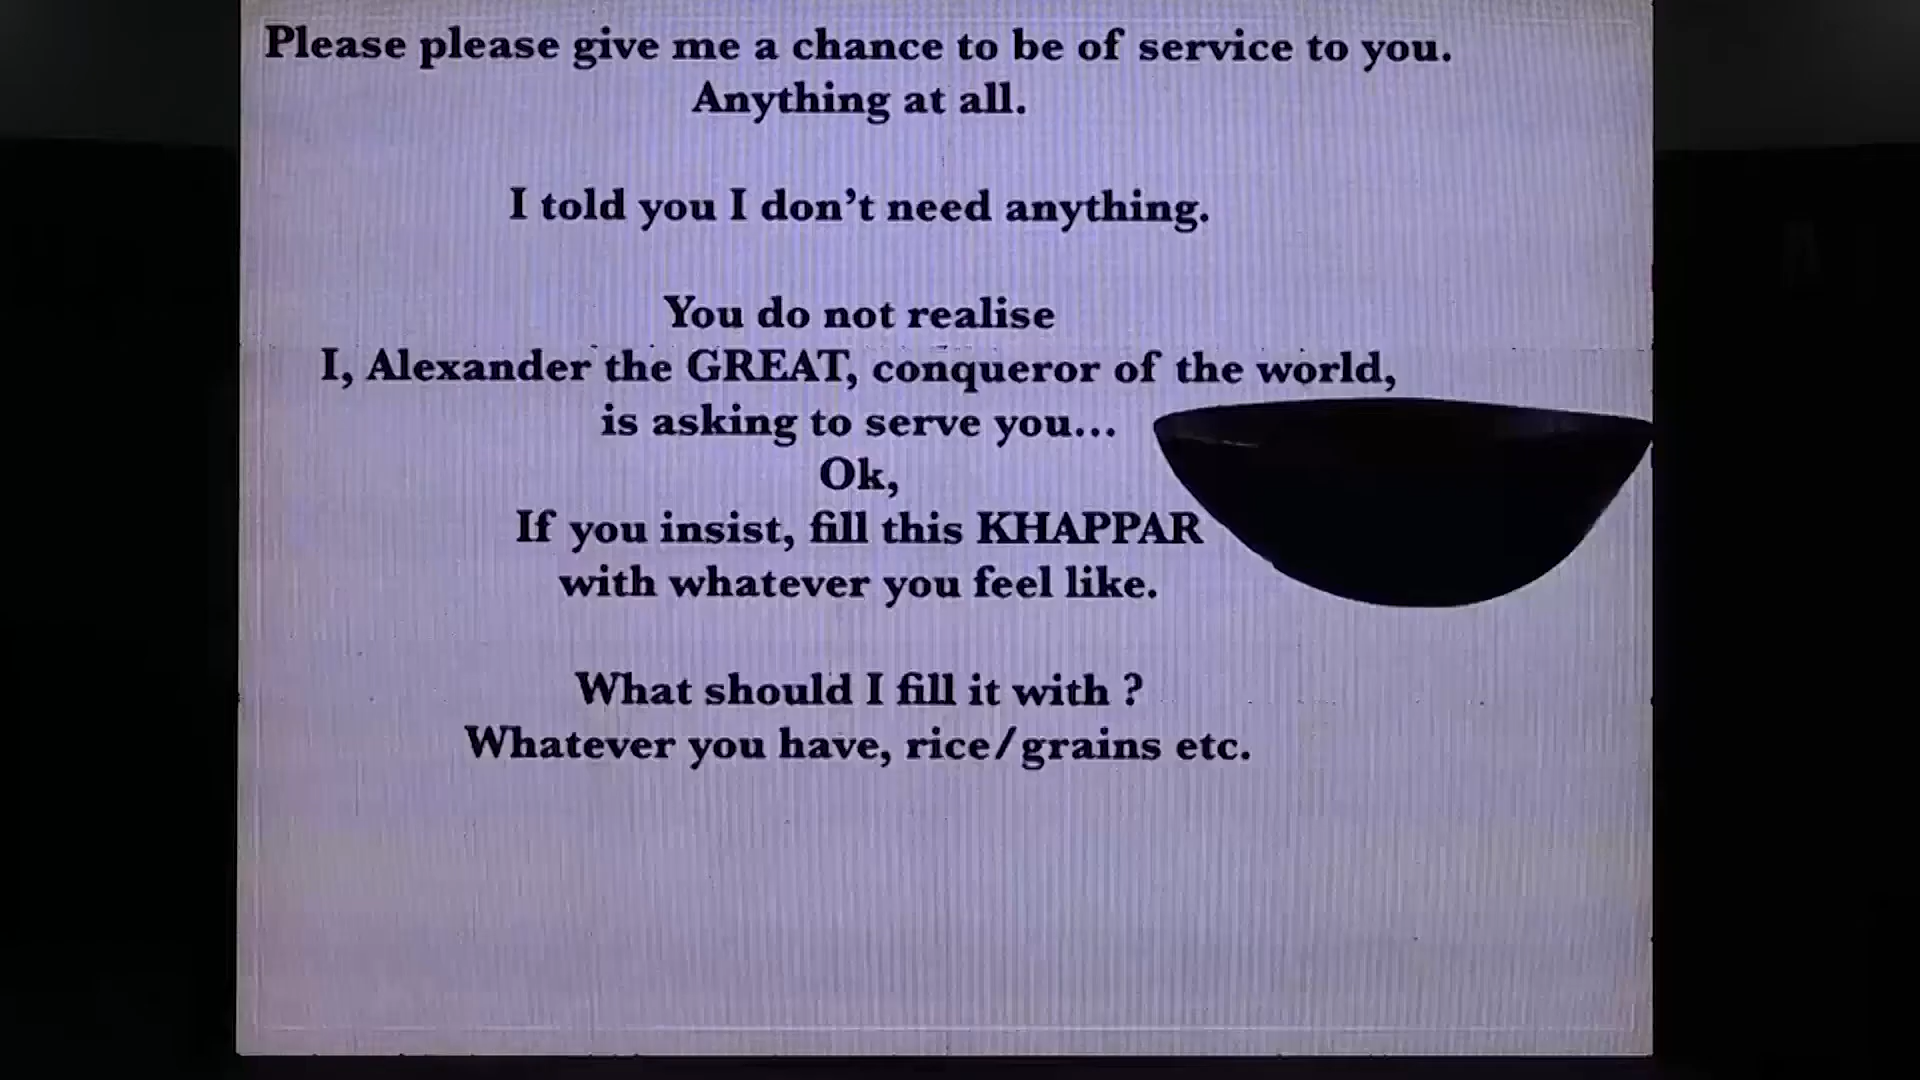 Please please give me a chance to be of service to you.
Anything at all.
I told you I don't need anything.
You do not realise
I, Alexander the GREAT, conqueror of the world,
is asking to serve you...
Ok,
If you insist, fill this KHAPPAR
with whatever you feel like.
What should I fill it with ?
Whatever you have, rice/grains etc.